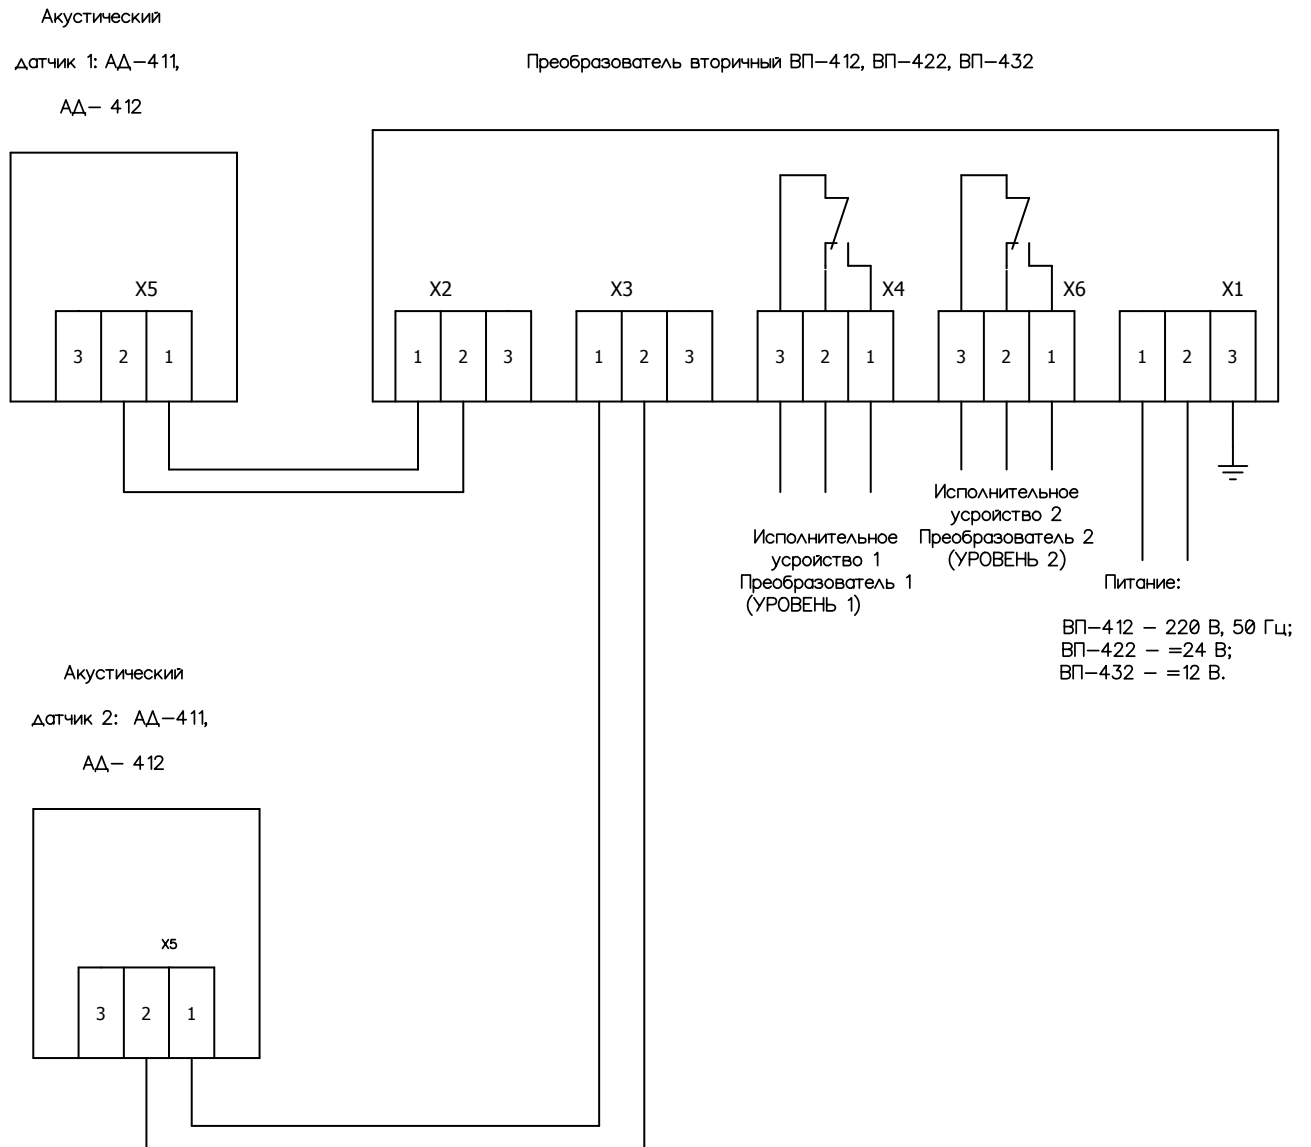 Акустический
датчик 1: АД-411,
АД- 412
Преобразователь вторичный ВП-412, ВП-422, ВП-432
X5
3 2 1
X2
1 2 3
X3
1 2 3
X4
3 2 1
X6
3 2 1
X1
1 2 3
Исполнительное
усройство 1
Преобразователь 1
(УРОВЕНЬ 1)
Исполнительное
усройство 2
Преобразователь 2
(УРОВЕНЬ 2)
Питание:
ВП-412 - 220 В, 50 Гц;
ВП-422 - =24 В;
ВП-432 - =12 В.
Акустический
датчик 2: АД-411,
АД- 412
X5
3 2 1